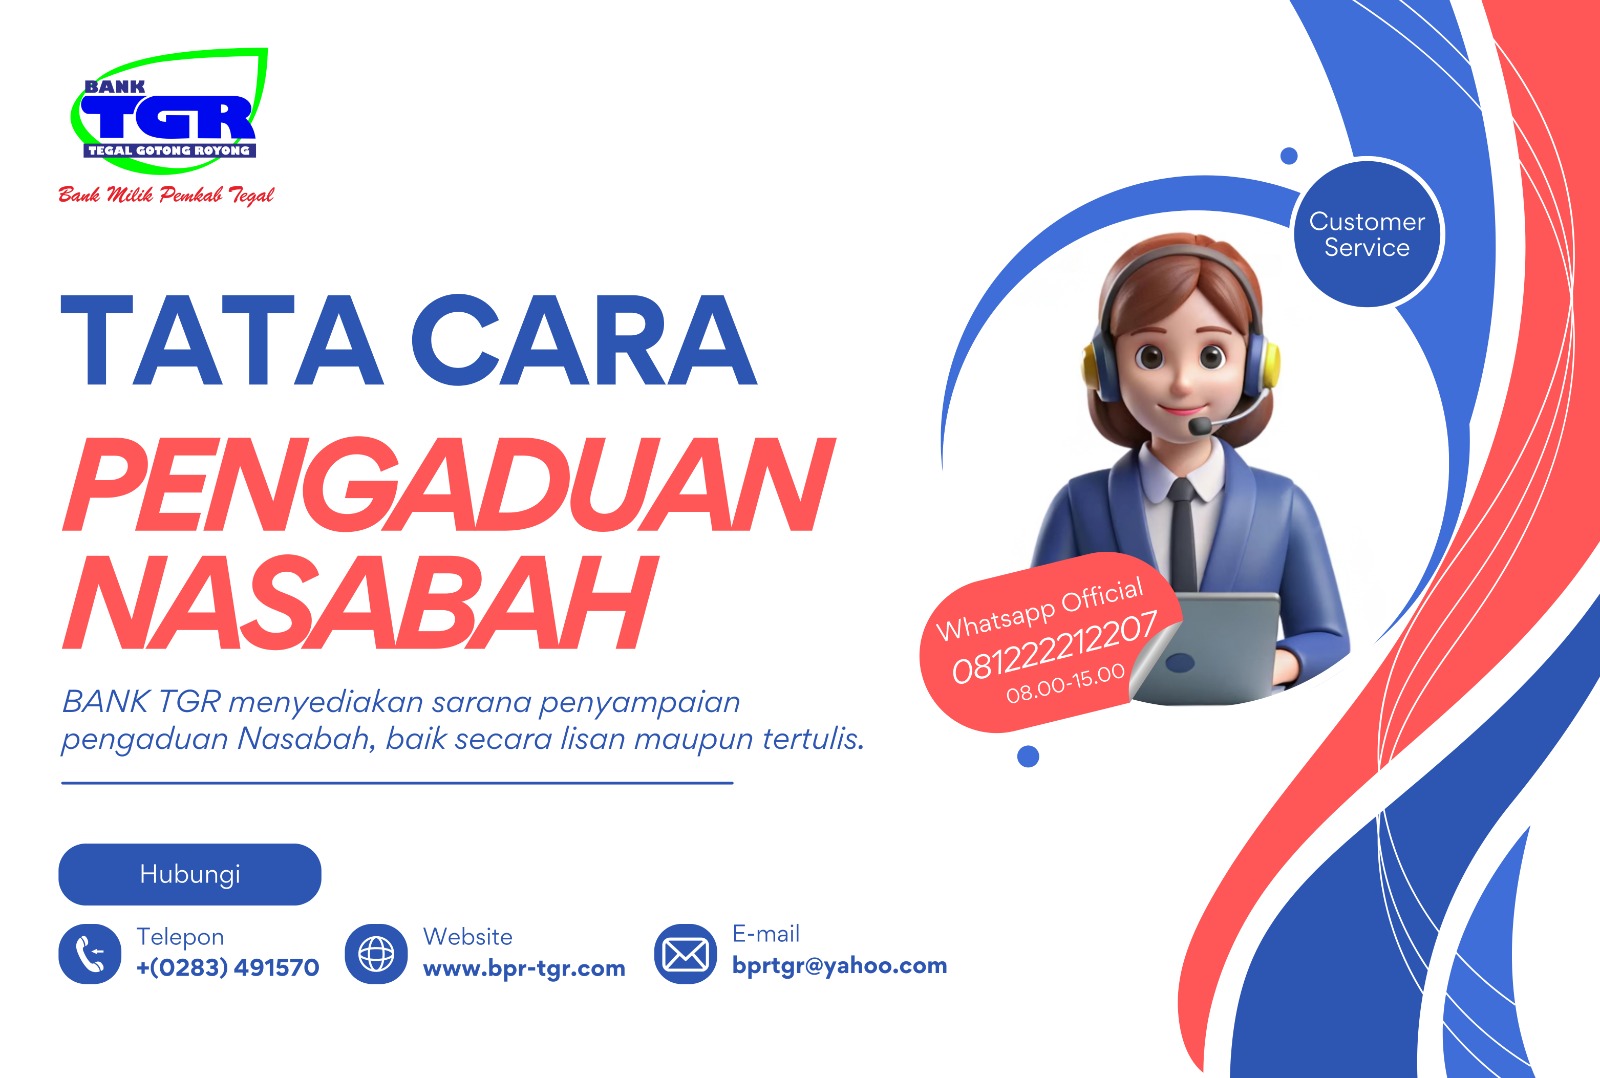 BANK
TGR
TEGAL GOTONG ROYONG
Bank Milik Pemkab Tegal
Customer
Service
TATA CARA
PENGADUAN
NASABAH
BANK TGR menyediakan sarana penyampaian
pengaduan Nasabah, baik secara lisan maupun tertulis.
Whatsapp Official
081222212207
08.00-15.00
Hubungi
Telepon
+(0283) 491570
Website
www.bpr-tgr.com
E-mail
bprtgr@yahoo.com